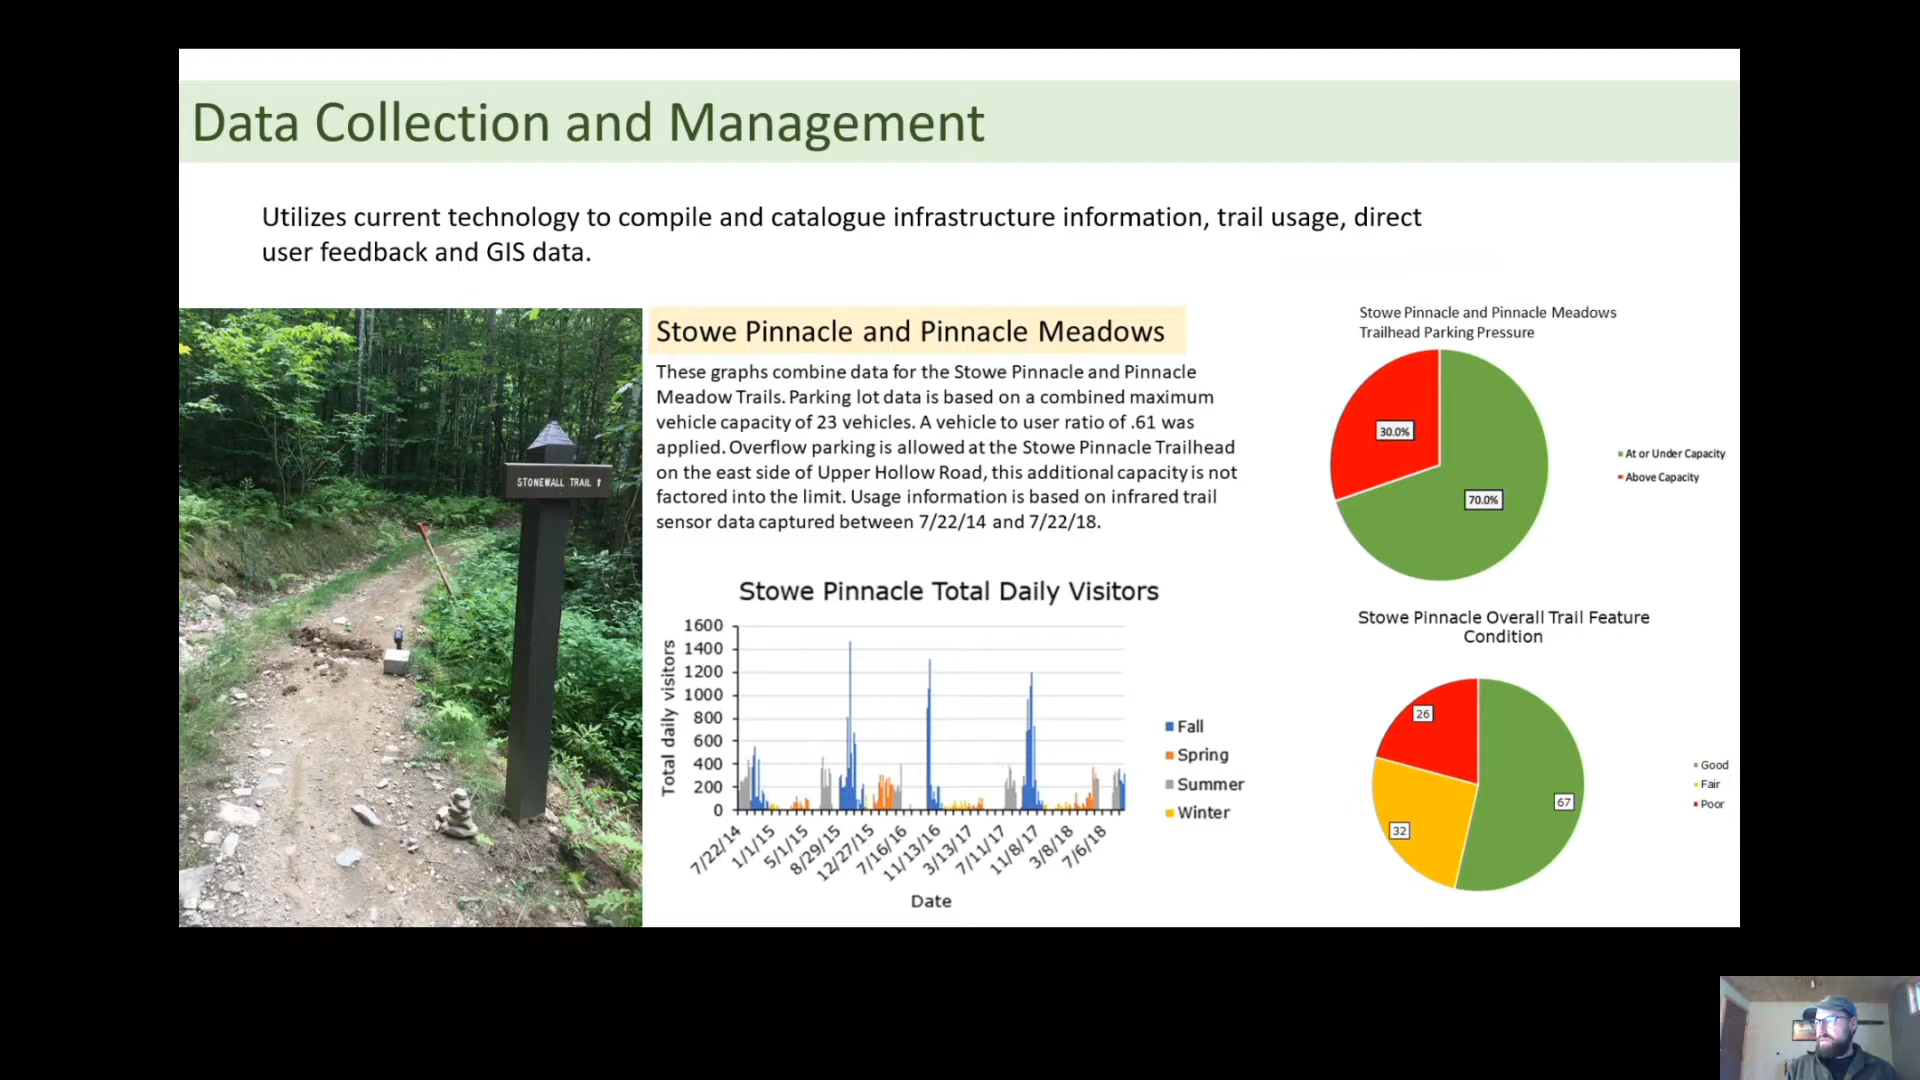 Data Collection and Management
Utilizes current technology to compile and catalogue infrastructure information, trail usage, direct
user feedback and GIS data.
STONEWALL TRAIL ↑
Stowe Pinnacle and Pinnacle Meadows
These graphs combine data for the Stowe Pinnacle and Pinnacle
Meadow Trails. Parking lot data is based on a combined maximum
vehicle capacity of 23 vehicles. A vehicle to user ratio of .61 was
applied. Overflow parking is allowed at the Stowe Pinnacle Trailhead
on the east side of Upper Hollow Road, this additional capacity is not
factored into the limit. Usage information is based on infrared trail
sensor data captured between 7/22/14 and 7/22/18.
Stowe Pinnacle Total Daily Visitors
Total daily visitors
1600
1400
1200
1000
800
600
400
200
0
7/22/14
1/1/15
5/1/15
8/29/15
12/27/15
7/16/16
11/13/16
3/13/17
7/11/17
11/8/17
3/8/18
7/6/18
Date
Fall
Spring
Summer
Winter
Stowe Pinnacle and Pinnacle Meadows
Trailhead Parking Pressure
30.0%
70.0%
At or Under Capacity
Above Capacity
Stowe Pinnacle Overall Trail Feature
Condition
26
32
67
Good
Fair
Poor